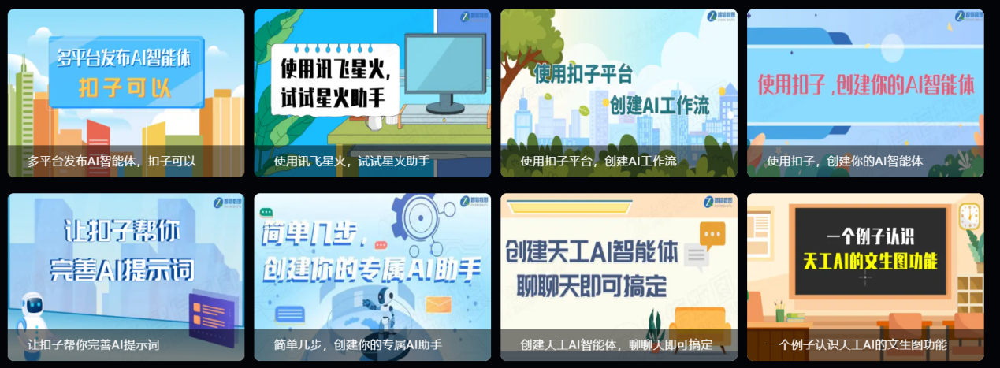 多平台发布AI智能体
扣子可以
多平台发布AI智能体，扣子可以
使用讯飞星火，
试试星火助手
使用讯飞星火，试试星火助手
使用扣子平台
创建AI工作流
使用扣子平台，创建AI工作流
使用扣子,创建你的AI智能体
使用扣子，创建你的AI智能体
让扣子帮你
完善AI提示词
让扣子帮你完善AI提示词
简单几步，
创建你的专属AI助手
简单几步，创建你的专属AI助手
创建天工AI智能体
聊聊天即可搞定
创建天工AI智能体，聊聊天即可搞定
一个例子认识
天工AI的文生图功能
一个例子认识天工AI的文生图功能